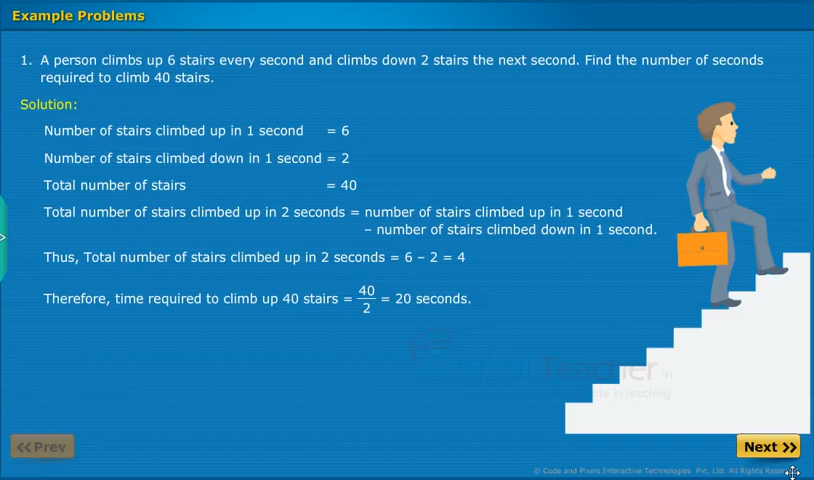 Example Problems
1. A person climbs up 6 stairs every second and climbs down 2 stairs the next second. Find the number of seconds
required to climb 40 stairs.
Solution:
Number of stairs climbed up in 1 second = 6
Number of stairs climbed down in 1 second = 2
Total number of stairs = 40
Total number of stairs climbed up in 2 seconds = number of stairs climbed up in 1 second
– number of stairs climbed down in 1 second.
Thus, Total number of stairs climbed up in 2 seconds = 6 – 2 = 4
Therefore, time required to climb up 40 stairs = 40/2 = 20 seconds.
Teacher.in
in teaching
Prev
Next
© Code and Pixels Interactive Technologies Pvt. Ltd. All Rights